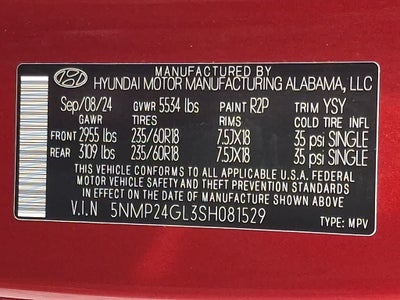 MANUFACTURED BY
HYUNDAI MOTOR MANUFACTURING ALABAMA, LLC
Sep/08/24 GVWR 5534 lbs PAINT R2P TRIM YSY
GAWR TIRES RIMS COLD TIRE INFL
FRONT 2955 lbs 235/60R18 7.5JX18 35 psi SINGLE
REAR 3109 lbs 235/60R18 7.5JX18 35 psi SINGLE
THIS VEHICLE CONFORMS TO ALL APPLICABLE U.S.A. FEDERAL
MOTOR VEHICLE SAFETY AND THEFT PREVENTION STANDARDS
IN EFFECT ON THE DATE OF MANUFACTURE SHOWN ABOVE.
V.I.N 5NMP24GL3SH081529 TYPE: MPV